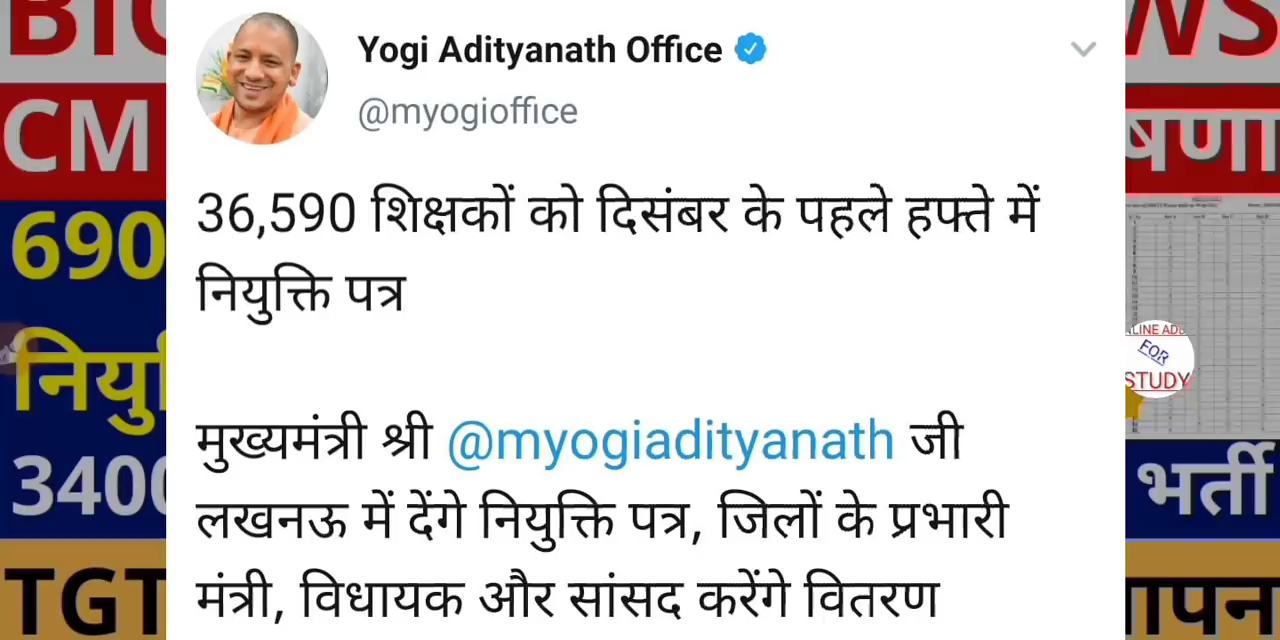 Yogi Adityanath Office
@myogioffice
36,590 शिक्षकों को दिसंबर के पहले हफ्ते में
नियुक्ति पत्र
मुख्यमंत्री श्री @myogiadityanath जी
लखनऊ में देंगे नियुक्ति पत्र, जिलों के प्रभारी
मंत्री, विधायक और सांसद करेंगे वितरण
CM
690
3400
TGT
FOR
STUDY
भर्ती